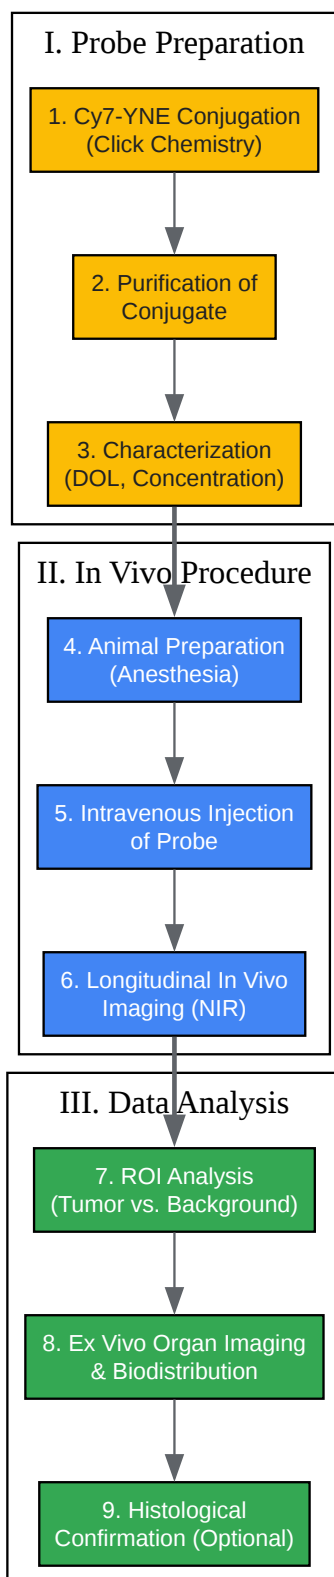 I. Probe Preparation
1. Cy7-YNE Conjugation
(Click Chemistry)
2. Purification of
Conjugate
3. Characterization
(DOL, Concentration)
II. In Vivo Procedure
4. Animal Preparation
(Anesthesia)
5. Intravenous Injection
of Probe
6. Longitudinal In Vivo
Imaging (NIR)
III. Data Analysis
7. ROI Analysis
(Tumor vs. Background)
8. Ex Vivo Organ Imaging
& Biodistribution
9. Histological
Confirmation (Optional)